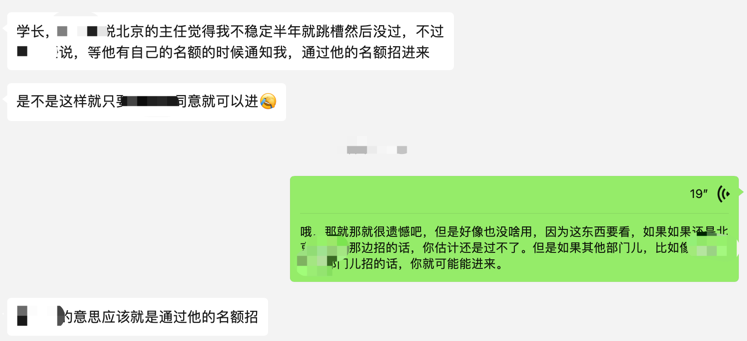 学长，说北京的主任觉得我不稳定半年就跳槽然后没过，不过
说，等他有自己的名额的时候通知我，通过他的名额招进来
是不是这样就只要同意就可以进
19"
哦，那就那就很遗憾吧，但是好像也没啥用，因为这东西要看，如果如果还是北
那边招的话，你估计还是过不了。但是如果其他部门儿，比如像
门儿招的话，你就可能能进来。
的意思应该就是通过他的名额招